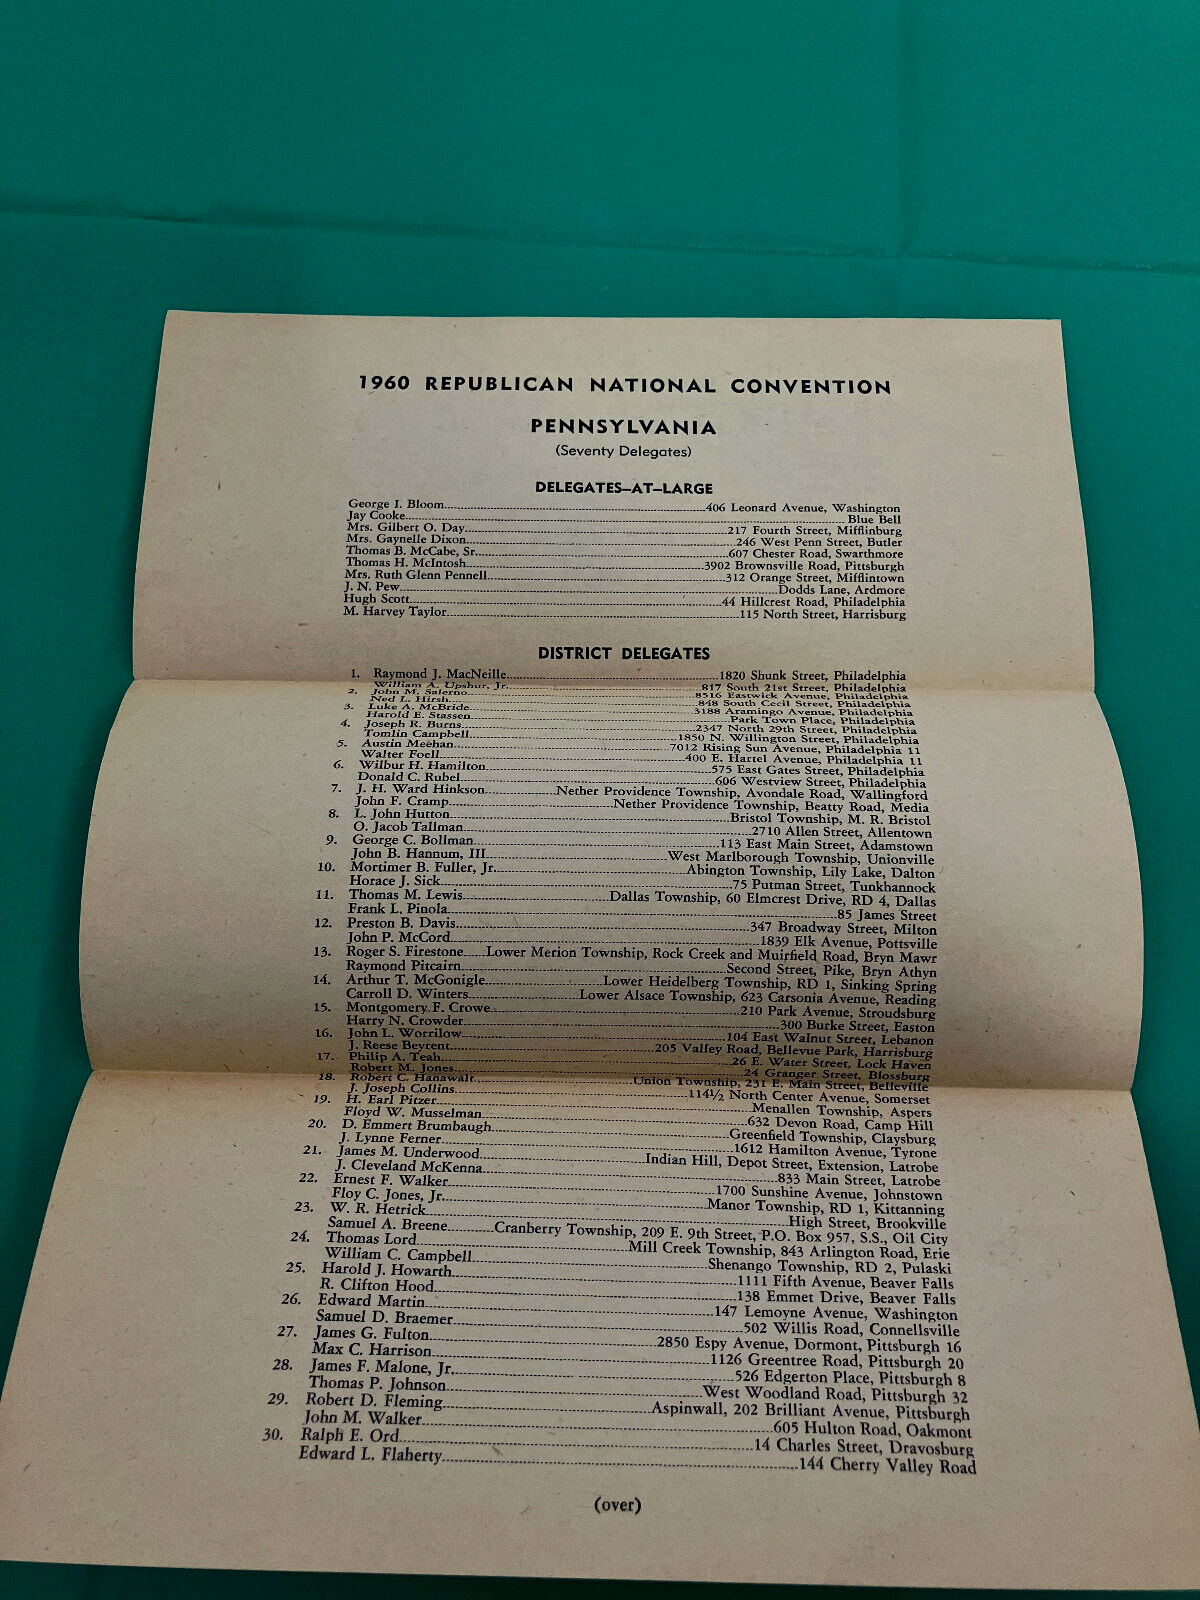 1960 REPUBLICAN NATIONAL CONVENTION
PENNSYLVANIA
(Seventy Delegates)
DELEGATES–AT–LARGE
George I. Bloom 406 Leonard Avenue, Washington
Jay Cooke Blue Bell
Mrs. Gilbert O. Day 217 Fourth Street, Mifflinburg
Mrs. Gaynelle Dixon 246 West Penn Street, Butler
Thomas B. McCabe, Sr. 607 Chester Road, Swarthmore
Thomas H. McIntosh 3902 Brownsville Road, Pittsburgh
Mrs. Ruth Glenn Pennell 312 Orange Street, Mifflintown
J. N. Pew Dodds Lane, Ardmore
Hugh Scott 44 Hillcrest Road, Philadelphia
M. Harvey Taylor 115 North Street, Harrisburg
DISTRICT DELEGATES
1. Raymond J. MacNeille 1820 Shunk Street, Philadelphia
William A. Upshur, Jr. 817 South 21st Street, Philadelphia
2. John M. Salerno 8516 Eastwick Avenue, Philadelphia
Ned L. Hirsh 848 South Cecil Street, Philadelphia
3. Luke A. McBride 3188 Aramingo Avenue, Philadelphia
Harold E. Stassen Park Town Place, Philadelphia
4. Joseph R. Burns 2347 North 29th Street, Philadelphia
Tomlin Campbell 1850 N. Willington Street, Philadelphia
5. Austin Meehan 7012 Rising Sun Avenue, Philadelphia 11
Walter Foell 400 E. Hartel Avenue, Philadelphia 11
6. Wilbur H. Hamilton 575 East Gates Street, Philadelphia
Donald C. Rubel 606 Westview Street, Philadelphia
7. J. H. Ward Hinkson Nether Providence Township, Avondale Road, Wallingford
John F. Cramp Nether Providence Township, Beatty Road, Media
8. L. John Hutton Bristol Township, M. R. Bristol
O. Jacob Tallman 2710 Allen Street, Allentown
9. George C. Bollman 113 East Main Street, Adamstown
John B. Hannum, III West Marlborough Township, Unionville
10. Mortimer B. Fuller, Jr. Abington Township, Lily Lake, Dalton
Horace J. Sick 75 Putman Street, Tunkhannock
11. Thomas M. Lewis Dallas Township, 60 Elmcrest Drive, RD 4, Dallas
Frank L. Pinola 85 James Street
12. Preston B. Davis 347 Broadway Street, Milton
John P. McCord 1839 Elk Avenue, Pottsville
13. Roger S. Firestone Lower Merion Township, Rock Creek and Muirfield Road, Bryn Mawr
Raymond Pitcairn Second Street, Pike, Bryn Athyn
14. Arthur T. McGonigle Lower Heidelberg Township, RD 1, Sinking Spring
Carroll D. Winters Lower Alsace Township, 623 Carsonia Avenue, Reading
15. Montgomery F. Crowe 210 Park Avenue, Stroudsburg
Harry N. Crowder 300 Burke Street, Easton
16. John L. Worrilow 104 East Walnut Street, Lebanon
J. Reese Beyrent 205 Valley Road, Bellevue Park, Harrisburg
17. Philip A. Teah 26 E. Water Street, Lock Haven
Robert M. Jones 24 Granger Street, Blossburg
18. Robert C. Hanawalt Union Township, 231 E. Main Street, Belleville
J. Joseph Collins 114½ North Center Avenue, Somerset
19. H. Earl Pitzer Menallen Township, Aspers
Floyd W. Musselman 632 Devon Road, Camp Hill
20. D. Emmert Brumbaugh Greenfield Township, Claysburg
J. Lynne Ferner 1612 Hamilton Avenue, Tyrone
21. James M. Underwood Indian Hill, Depot Street, Extension, Latrobe
J. Cleveland McKenna 833 Main Street, Latrobe
22. Ernest F. Walker 1700 Sunshine Avenue, Johnstown
Floy C. Jones, Jr. Manor Township, RD 1, Kittanning
23. W. R. Hetrick High Street, Brookville
Samuel A. Breene Cranberry Township, 209 E. 9th Street, P.O. Box 957, S.S., Oil City
24. Thomas Lord Mill Creek Township, 843 Arlington Road, Erie
William C. Campbell Shenango Township, RD 2, Pulaski
25. Harold J. Howarth 1111 Fifth Avenue, Beaver Falls
R. Clifton Hood 138 Emmet Drive, Beaver Falls
26. Edward Martin 147 Lemoyne Avenue, Washington
Samuel D. Braemer 502 Willis Road, Connellsville
27. James G. Fulton 2850 Espy Avenue, Dormont, Pittsburgh 16
Max C. Harrison 1126 Greentree Road, Pittsburgh 20
28. James F. Malone, Jr. 526 Edgerton Place, Pittsburgh 8
Thomas P. Johnson West Woodland Road, Pittsburgh 32
29. Robert D. Fleming Aspinwall, 202 Brilliant Avenue, Pittsburgh
John M. Walker 605 Hulton Road, Oakmont
30. Ralph E. Ord 14 Charles Street, Dravosburg
Edward L. Flaherty 144 Cherry Valley Road
(over)